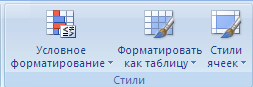 Условное
форматирование
Форматировать
как таблицу
Стили
ячеек
Стили